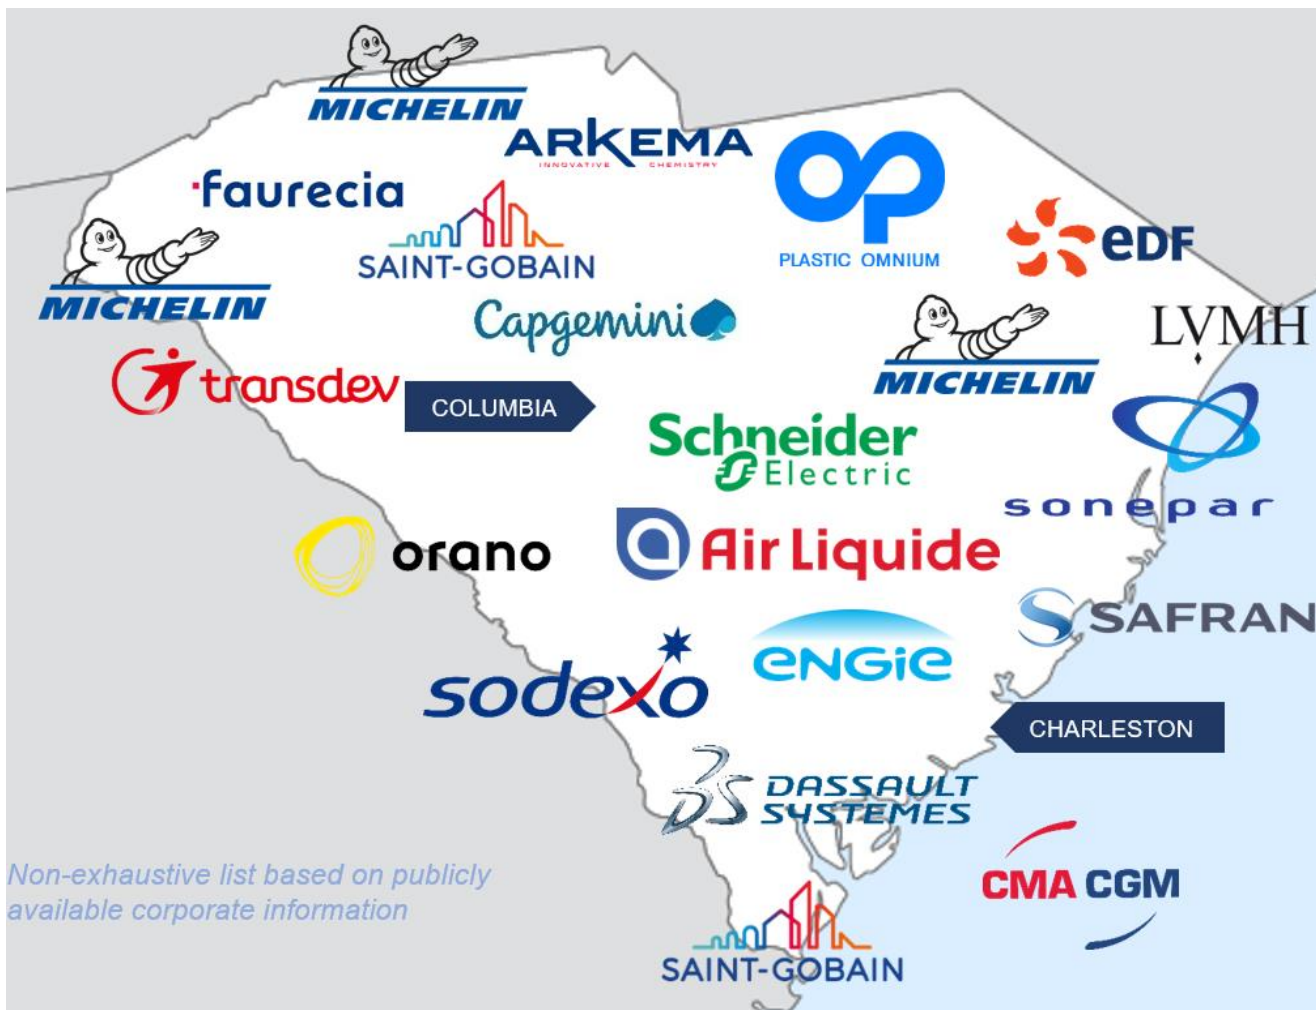 MICHELIN
ARKEMA
INNOVATIVE CHEMISTRY
faurecia
SAINT-GOBAIN
PLASTIC OMNIUM
eDF
MICHELIN
Capgemini
MICHELIN
LVMH
transdev
COLUMBIA
Schneider
Electric
sonepar
orano
Air Liquide
SAFRAN
ENGIE
sodexo
CHARLESTON
DASSAULT
SYSTEMES
Non-exhaustive list based on publicly
available corporate information
CMA CGM
SAINT-GOBAIN